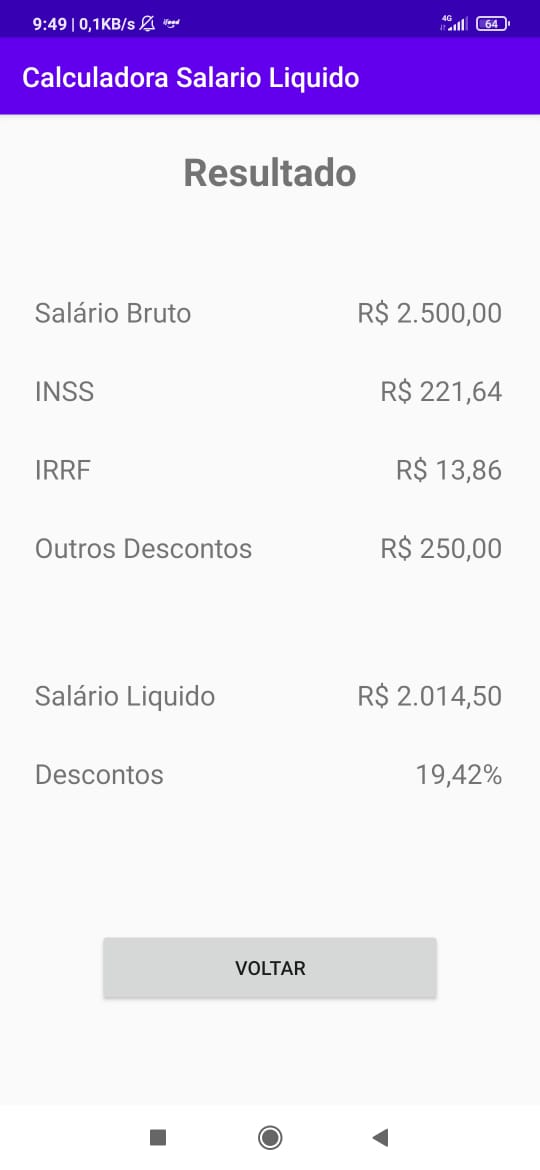 9:49 | 0,1KB/s ifood 4G 64
Calculadora Salario Liquido
Resultado
Salário Bruto R$ 2.500,00
INSS R$ 221,64
IRRF R$ 13,86
Outros Descontos R$ 250,00
Salário Liquido R$ 2.014,50
Descontos 19,42%
VOLTAR